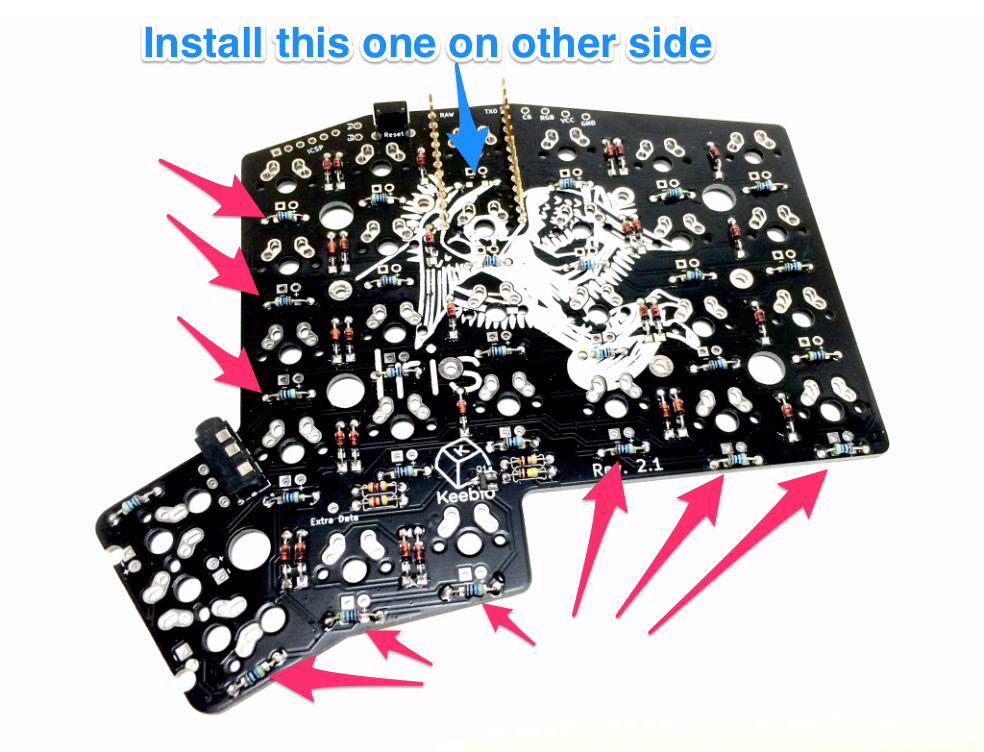 Install this one on other side
RAW
TX0
C6
RGB
VCC
GND
Reset
ICSP
Iris
Rev. 2.1
Keebio
Extra Data